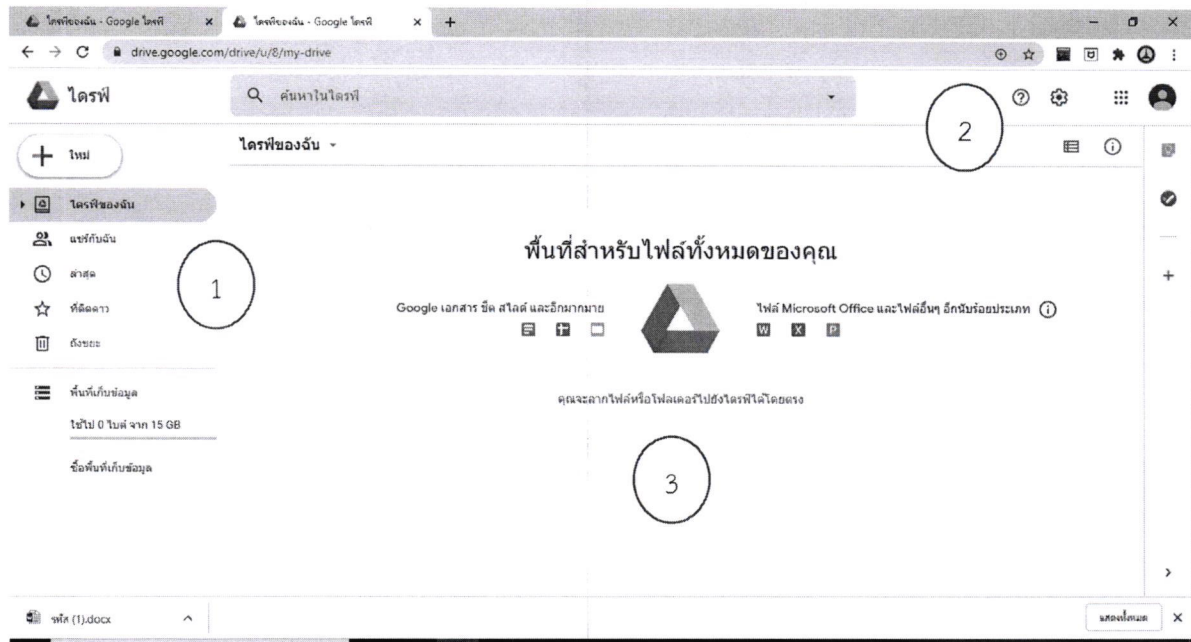 ไดรฟ์ของฉัน - Google ไดรฟ์
ไดรฟ์ของฉัน - Google ไดรฟ์
drive.google.com/drive/u/8/my-drive
ไดรฟ์
ค้นหาในไดรฟ์
2
ใหม่
ไดรฟ์ของฉัน
ไดรฟ์ของฉัน
แชร์กับฉัน
ล่าสุด
ที่ติดดาว
ถังขยะ
1
พื้นที่เก็บข้อมูล
ใช้ไป 0 ไบต์ จาก 15 GB
ซื้อพื้นที่เก็บข้อมูล
พื้นที่สำหรับไฟล์ทั้งหมดของคุณ
Google เอกสาร ชีต สไลด์ และอีกมากมาย
ไฟล์ Microsoft Office และไฟล์อื่นๆ อีกนับร้อยประเภท
W X P
คุณจะลากไฟล์หรือโฟลเดอร์ไปยังไดรฟ์ได้โดยตรง
3
รหัส (1).docx
แสดงทั้งหมด